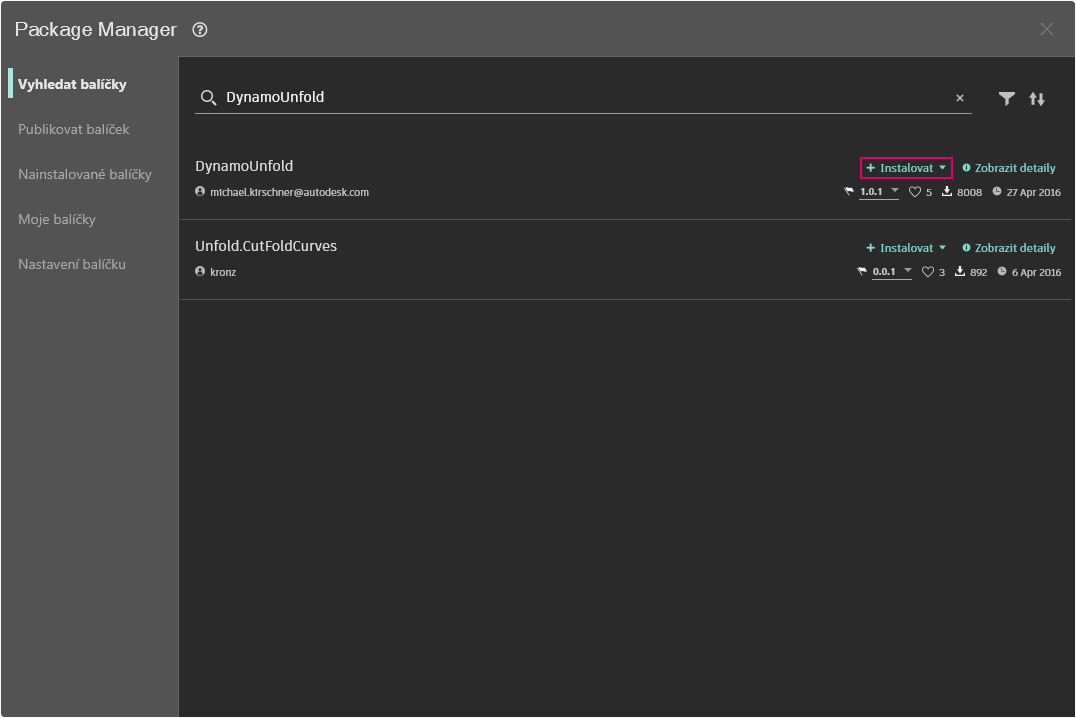 Package Manager
Vyhledat balíčky
Publikovat balíček
Nainstalované balíčky
Moje balíčky
Nastavení balíčku
DynamoUnfold
DynamoUnfold
Instalovat Zobrazit detaily
michael.kirschner@autodesk.com
1.0.1 5 8008 27 Apr 2016
Unfold.CutFoldCurves
Instalovat Zobrazit detaily
kronz
0.0.1 3 892 6 Apr 2016